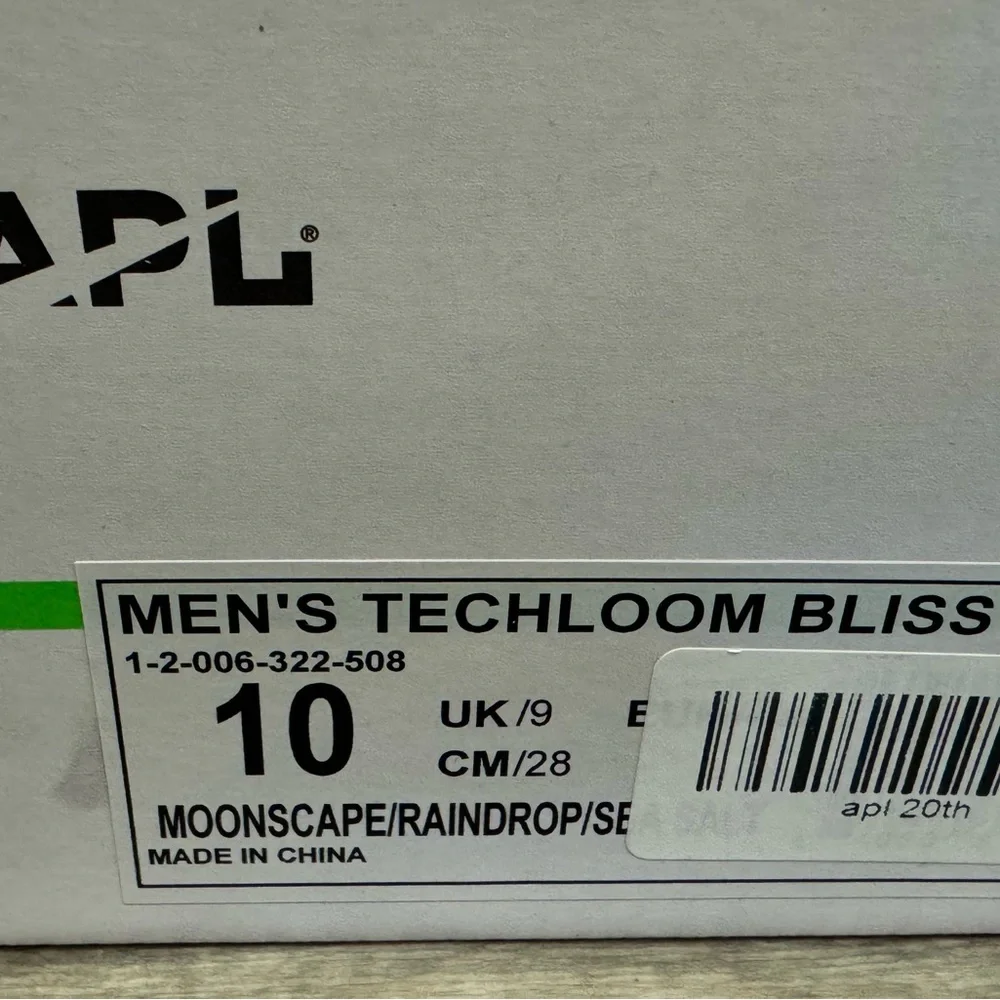 APL®
MEN'S TECHLOOM BLISS
1-2-006-322-508
10
UK/9
E
CM/28
MOONSCAPE/RAINDROP/SE
MADE IN CHINA
apl 20th